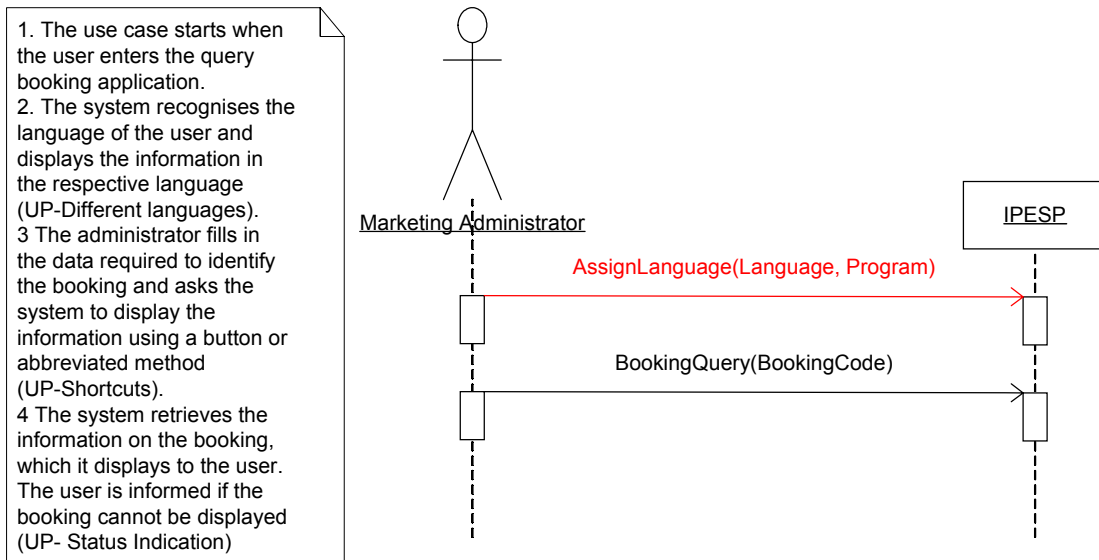 1. The use case starts when
the user enters the query
booking application.
2. The system recognises the
language of the user and
displays the information in
the respective language
(UP-Different languages).
3 The administrator fills in
the data required to identify
the booking and asks the
system to display the
information using a button or
abbreviated method
(UP-Shortcuts).
4 The system retrieves the
information on the booking,
which it displays to the user.
The user is informed if the
booking cannot be displayed
(UP- Status Indication)
Marketing Administrator
IPESP
AssignLanguage(Language, Program)
BookingQuery(BookingCode)